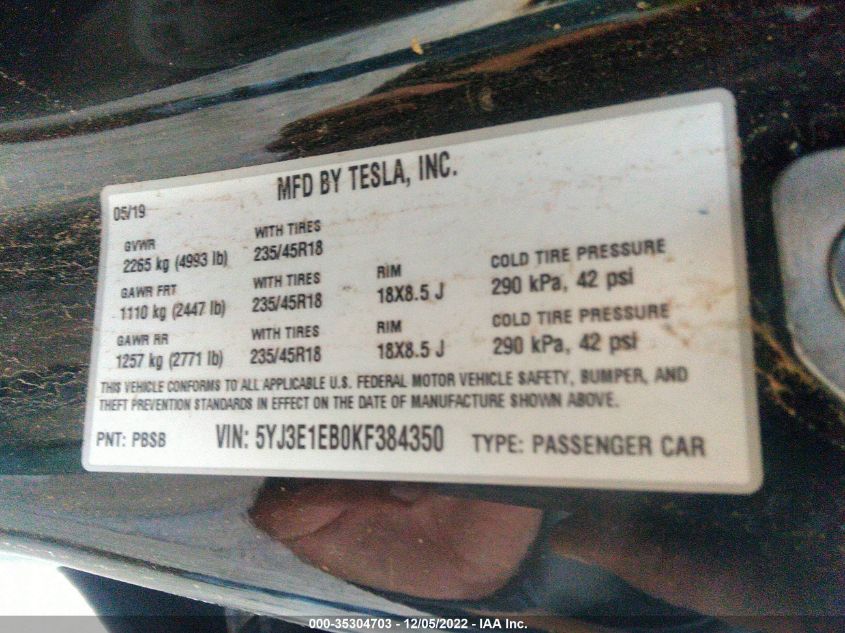 MFD BY TESLA, INC.
05/19
GVWR WITH TIRES
2265 kg (4993 lb) 235/45R18
GAWR FRT WITH TIRES RIM COLD TIRE PRESSURE
1110 kg (2447 lb) 235/45R18 18X8.5 J 290 kPa, 42 psi
GAWR RR WITH TIRES RIM COLD TIRE PRESSURE
1257 kg (2771 lb) 235/45R18 18X8.5 J 290 kPa, 42 psi
THIS VEHICLE CONFORMS TO ALL APPLICABLE U.S. FEDERAL MOTOR VEHICLE SAFETY, BUMPER, AND
THEFT PREVENTION STANDARDS IN EFFECT ON THE DATE OF MANUFACTURE SHOWN ABOVE.
PNT: PBSB VIN: 5YJ3E1EB0KF384350 TYPE: PASSENGER CAR
000-35304703 - 12/05/2022 - IAA Inc.